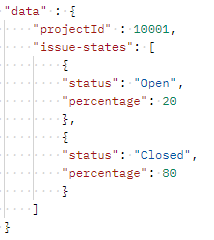 "data" : {
    "projectId" : 10001,
    "issue-states": [
        {
        "status": "Open",
        "percentage": 20
        },
        {
        "status": "Closed",
        "percentage": 80
        }
    ]
}